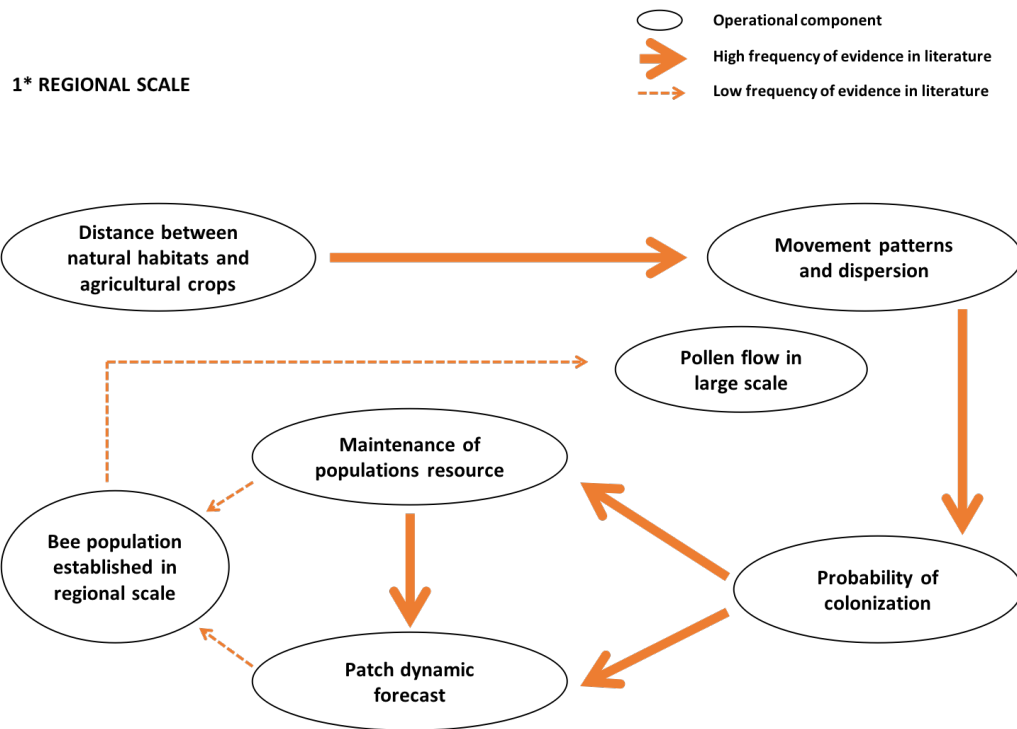 Operational component
High frequency of evidence in literature
1* REGIONAL SCALE
Low frequency of evidence in literature
Distance between
natural habitats and
agricultural crops
Movement patterns
and dispersion
Pollen flow in
large scale
Maintenance of
populations resource
Bee population
established in
regional scale
Probability of
colonization
Patch dynamic
forecast